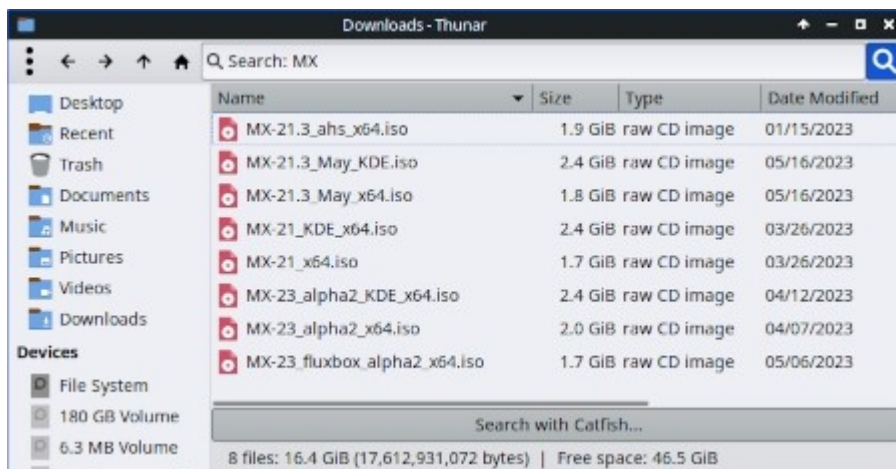 Downloads - Thunar
Search: MX
Desktop
Recent
Trash
Documents
Music
Pictures
Videos
Downloads
Devices
File System
180 GB Volume
6.3 MB Volume
Name Size Type Date Modified
MX-21.3_ahs_x64.iso 1.9 GiB raw CD image 01/15/2023
MX-21.3_May_KDE.iso 2.4 GiB raw CD image 05/16/2023
MX-21.3_May_x64.iso 1.8 GiB raw CD image 05/16/2023
MX-21_KDE_x64.iso 2.4 GiB raw CD image 03/26/2023
MX-21_x64.iso 1.7 GiB raw CD image 03/26/2023
MX-23_alpha2_KDE_x64.iso 2.4 GiB raw CD image 04/12/2023
MX-23_alpha2_x64.iso 2.0 GiB raw CD image 04/07/2023
MX-23_fluxbox_alpha2_x64.iso 1.7 GiB raw CD image 05/06/2023
Search with Catfish...
8 files: 16.4 GiB (17,612,931,072 bytes) | Free space: 46.5 GiB